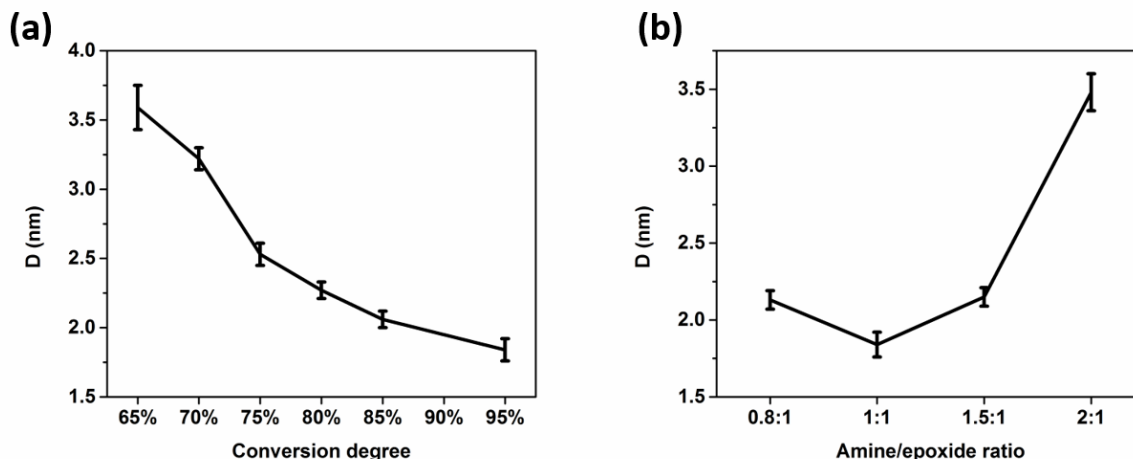 (a)
4.0
3.5
3.0
2.5
2.0
1.5
D (nm)
65% 70% 75% 80% 85% 90% 95%
Conversion degree
(b)
3.5
3.0
2.5
2.0
1.5
D (nm)
0.8:1 1:1 1.5:1 2:1
Amine/epoxide ratio